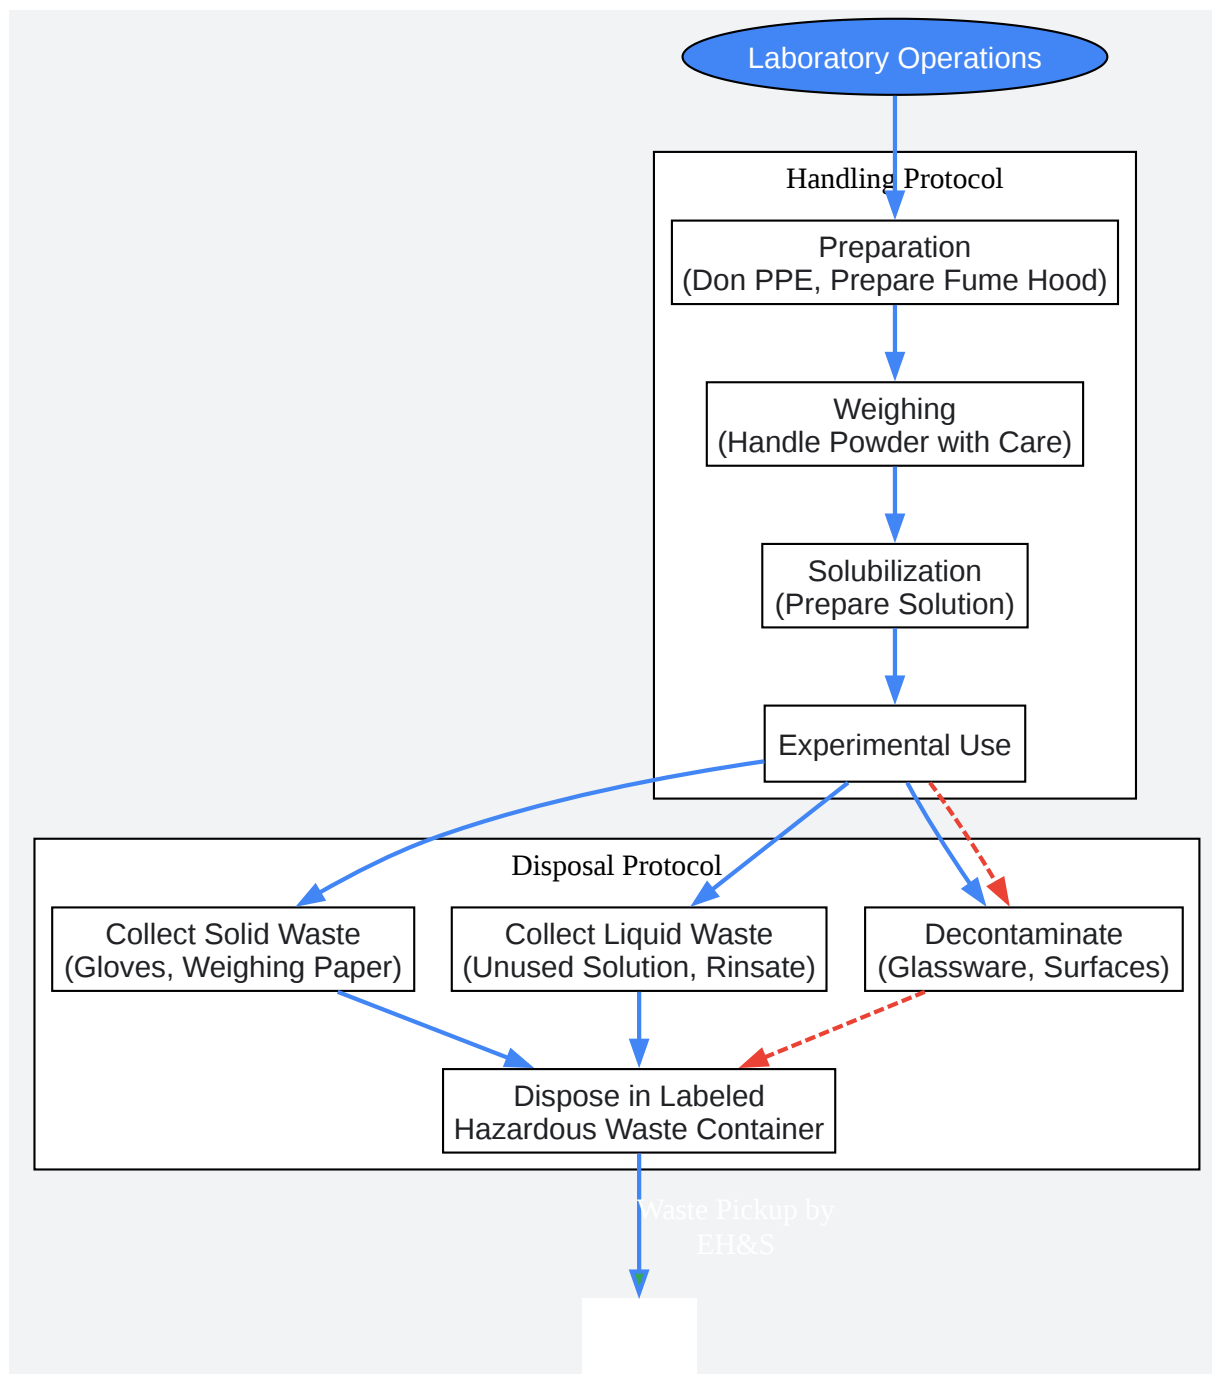 Laboratory Operations
Handling Protocol
Preparation
(Don PPE, Prepare Fume Hood)
Weighing
(Handle Powder with Care)
Solubilization
(Prepare Solution)
Experimental Use
Disposal Protocol
Collect Solid Waste
(Gloves, Weighing Paper)
Collect Liquid Waste
(Unused Solution, Rinsate)
Decontaminate
(Glassware, Surfaces)
Dispose in Labeled
Hazardous Waste Container
Waste Pickup by
EH&S